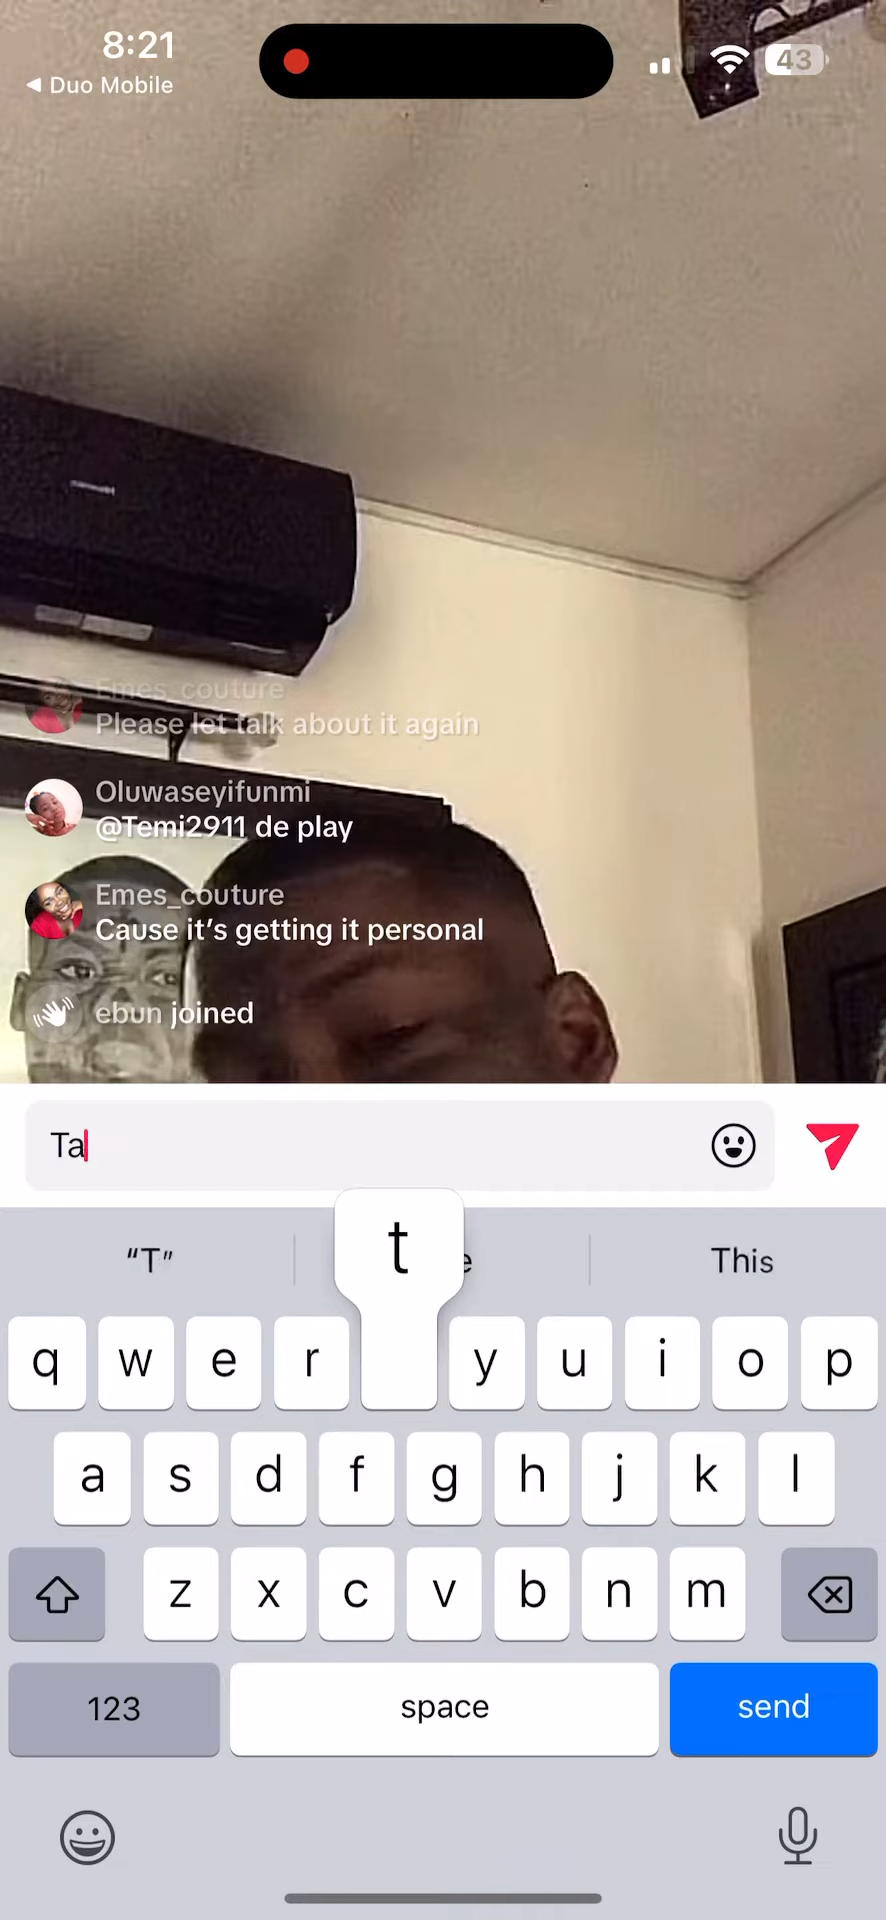 8:21
43
◀ Duo Mobile
Emes_couture
Please let talk about it again
Oluwaseyifunmi
@Temi2911 de play
Emes_couture
Cause it’s getting it personal
ebun joined
Ta
“T”
This
t
q w e r y u i o p
a s d f g h j k l
z x c v b n m
123 space send